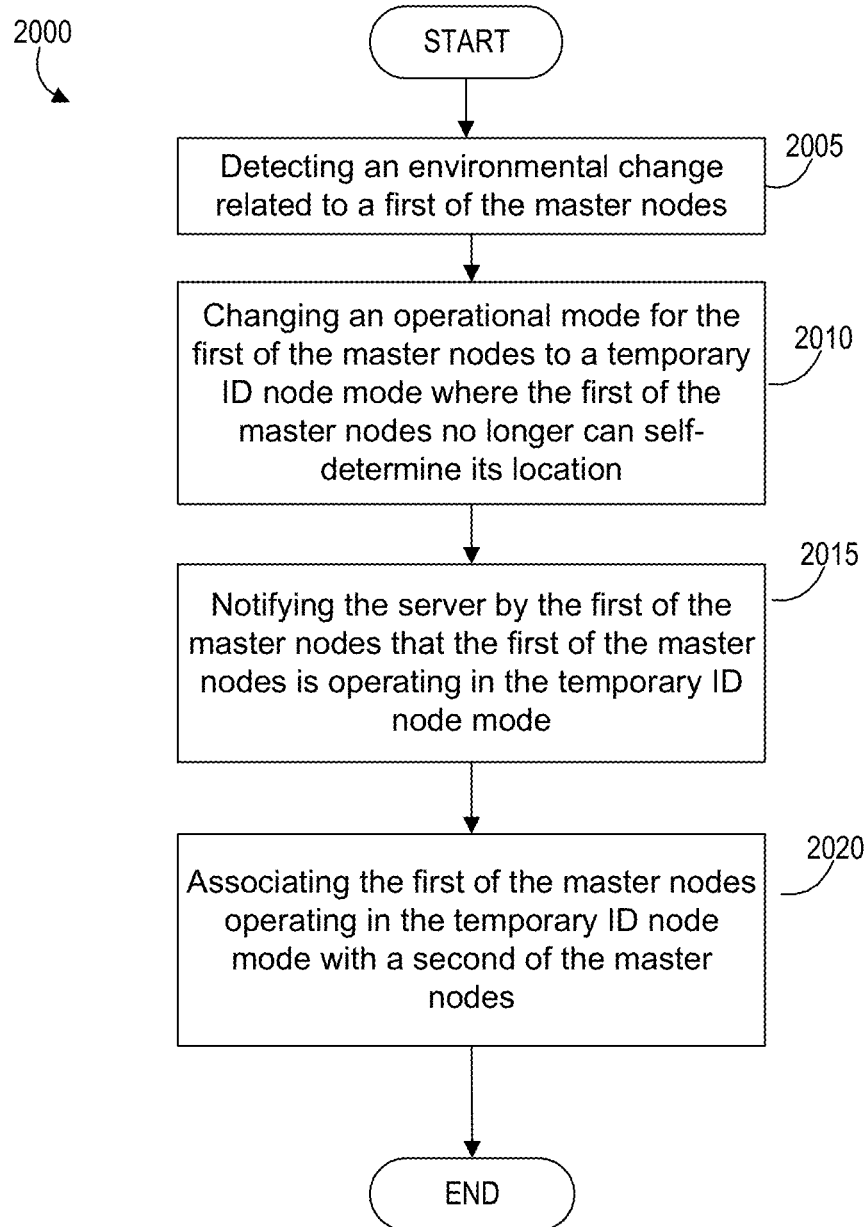 2000
START
2005
Detecting an environmental change
related to a first of the master nodes
2010
Changing an operational mode for the
first of the master nodes to a temporary
ID node mode where the first of the
master nodes no longer can self-
determine its location
2015
Notifying the server by the first of the
master nodes that the first of the master
nodes is operating in the temporary ID
node mode
2020
Associating the first of the master nodes
operating in the temporary ID node
mode with a second of the master
nodes
END